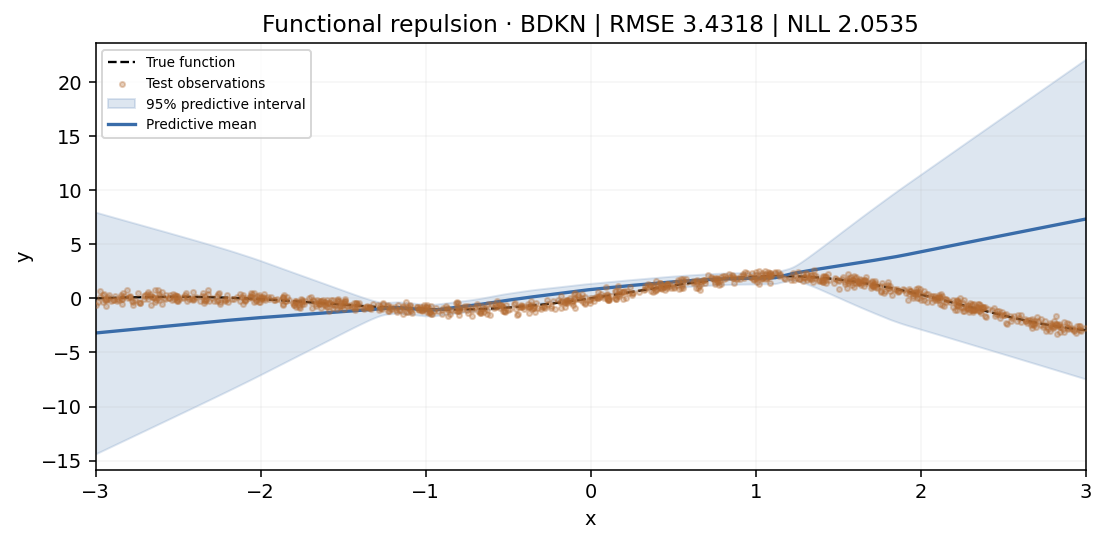 Functional repulsion · BDKN | RMSE 3.4318 | NLL 2.0535
True function
Test observations
95% predictive interval
Predictive mean
20
15
10
5
0
−5
−10
−15
y
−3
−2
−1
0
1
2
3
x